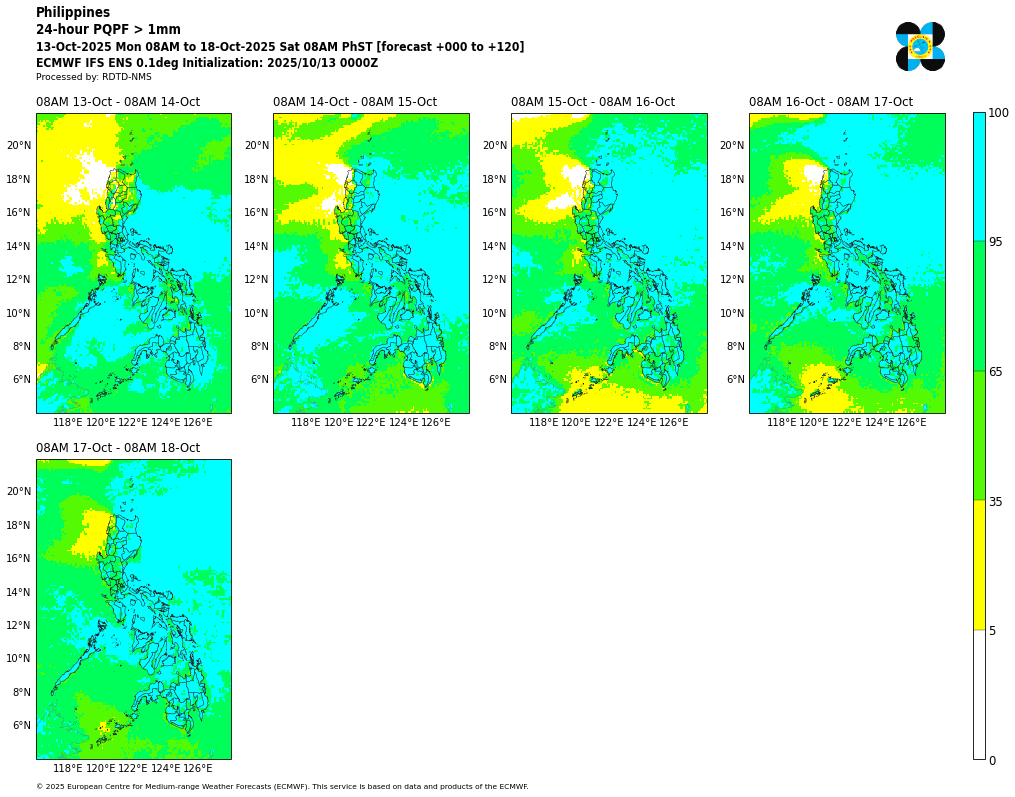 Philippines
24-hour PQPF > 1mm
13-Oct-2025 Mon 08AM to 18-Oct-2025 Sat 08AM PhST [forecast +000 to +120]
ECMWF IFS ENS 0.1deg Initialization: 2025/10/13 0000Z
Processed by: RDTD-NMS
08AM 13-Oct - 08AM 14-Oct
08AM 14-Oct - 08AM 15-Oct
08AM 15-Oct - 08AM 16-Oct
08AM 16-Oct - 08AM 17-Oct
20°N 20°N 20°N 20°N
18°N 18°N 18°N 18°N
16°N 16°N 16°N 16°N
14°N 14°N 14°N 14°N
12°N 12°N 12°N 12°N
10°N 10°N 10°N 10°N
8°N 8°N 8°N 8°N
6°N 6°N 6°N 6°N
118°E 120°E 122°E 124°E 126°E 118°E 120°E 122°E 124°E 126°E 118°E 120°E 122°E 124°E 126°E 118°E 120°E 122°E 124°E 126°E
100
95
65
35
5
0
08AM 17-Oct - 08AM 18-Oct
20°N
18°N
16°N
14°N
12°N
10°N
8°N
6°N
118°E 120°E 122°E 124°E 126°E
© 2025 European Centre for Medium-range Weather Forecasts (ECMWF). This service is based on data and products of the ECMWF.